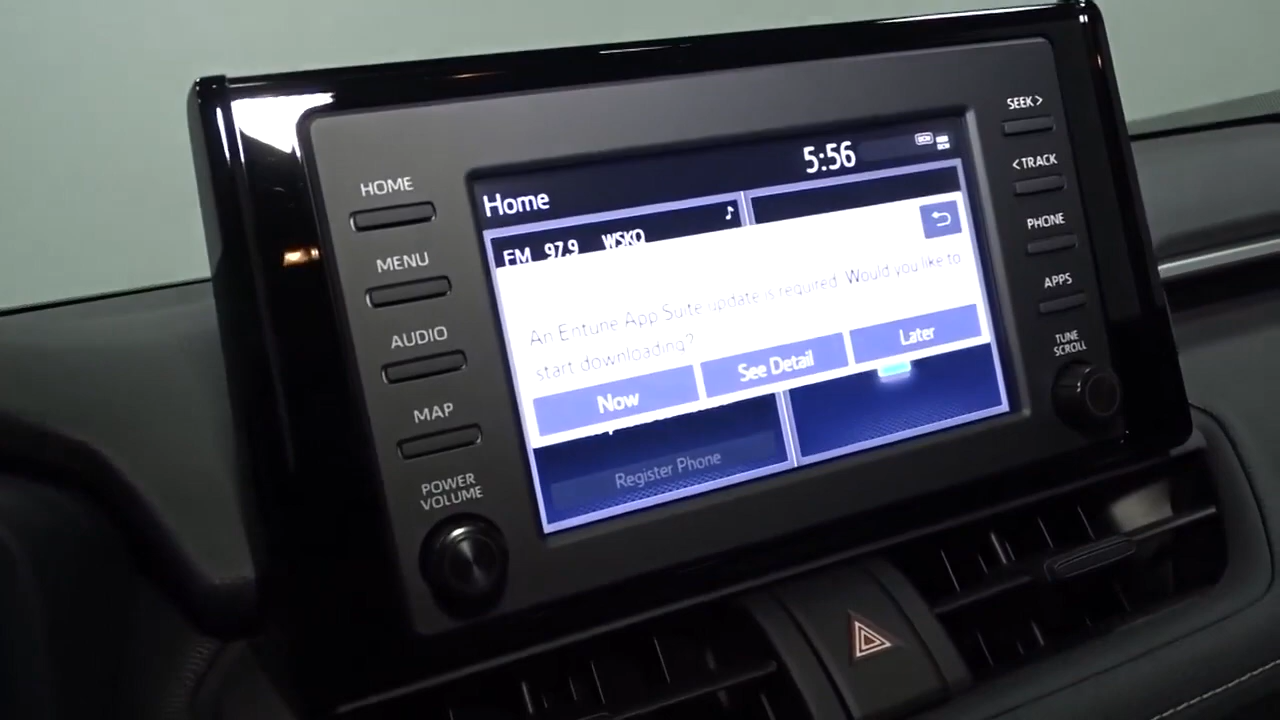 HOME
MENU
AUDIO
MAP
POWER
VOLUME
5:56
Home
FM 97.9 WSKQ
An Entune App Suite update is required. Would you like to
start downloading?
Now
See Detail
Later
Register Phone
SEEK>
<TRACK
PHONE
APPS
TUNE
SCROLL